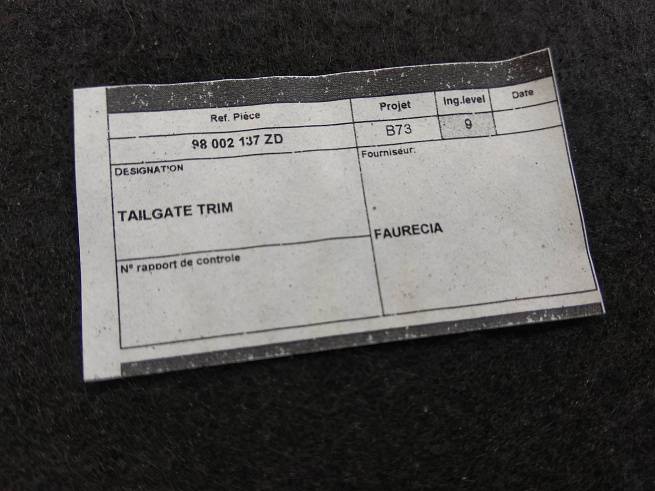 Ref. Pièce Projet Ing.level Date
98 002 137 ZD B73 9
DESIGNATION Fournisseur:
TAILGATE TRIM
FAURECIA
N° rapport de controle